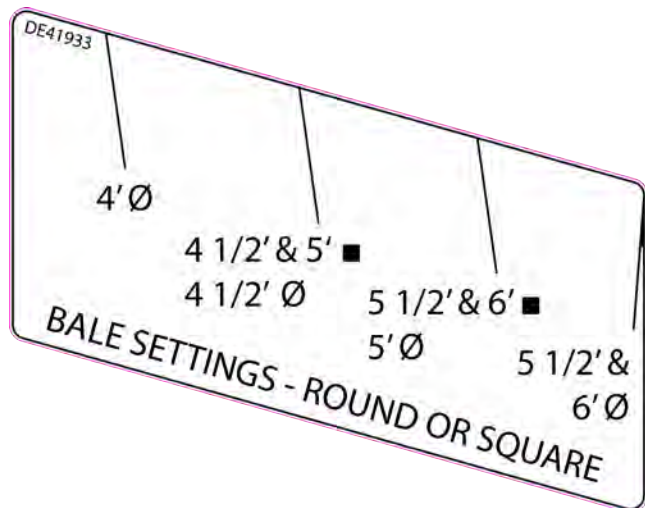 DE41933
4' Ø
4 1/2' & 5' ■
4 1/2' Ø
5 1/2' & 6' ■
5' Ø
5 1/2' &
6' Ø
BALE SETTINGS - ROUND OR SQUARE